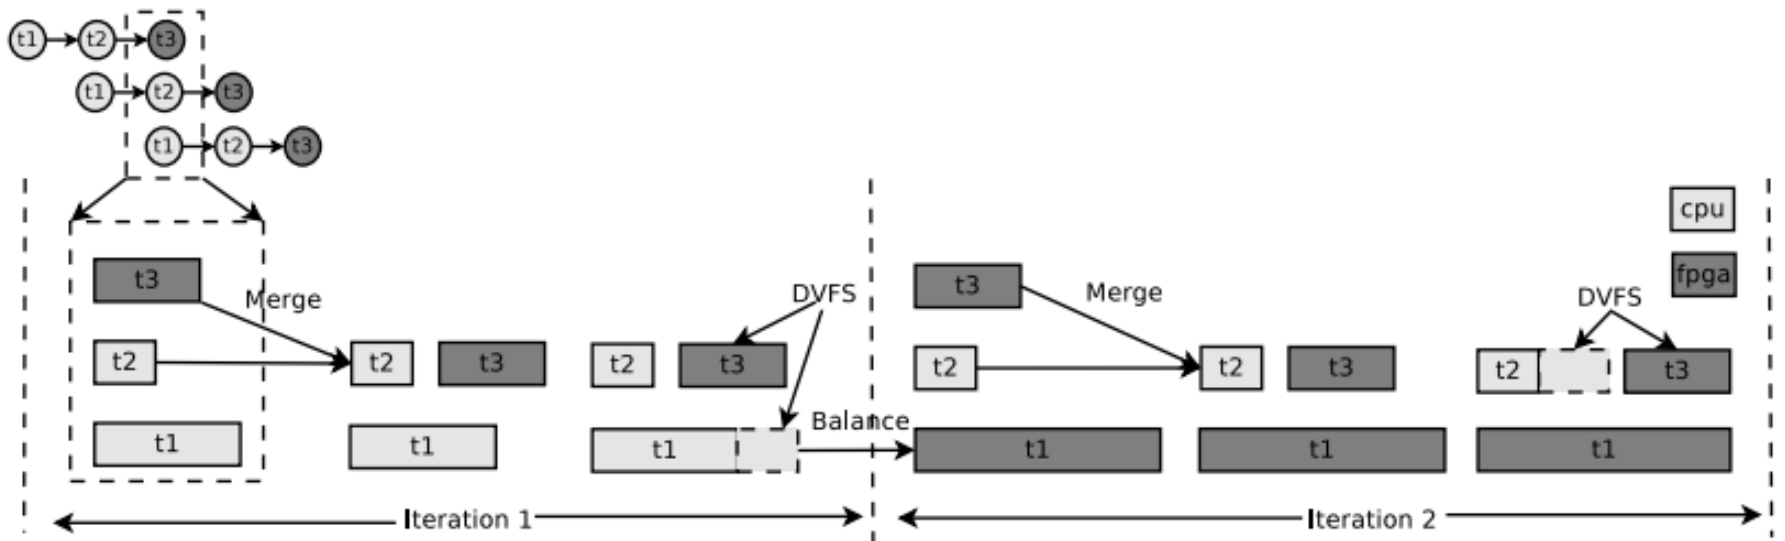 t1 t2 t3
t1 t2 t3
t1 t2 t3
cpu
fpga
t3 Merge DVFS t3 Merge DVFS
t2 t2 t3 t2 t3 t2 t2 t3 t2 t3
Balance
t1 t1 t1 t1 t1 t1
Iteration 1 Iteration 2